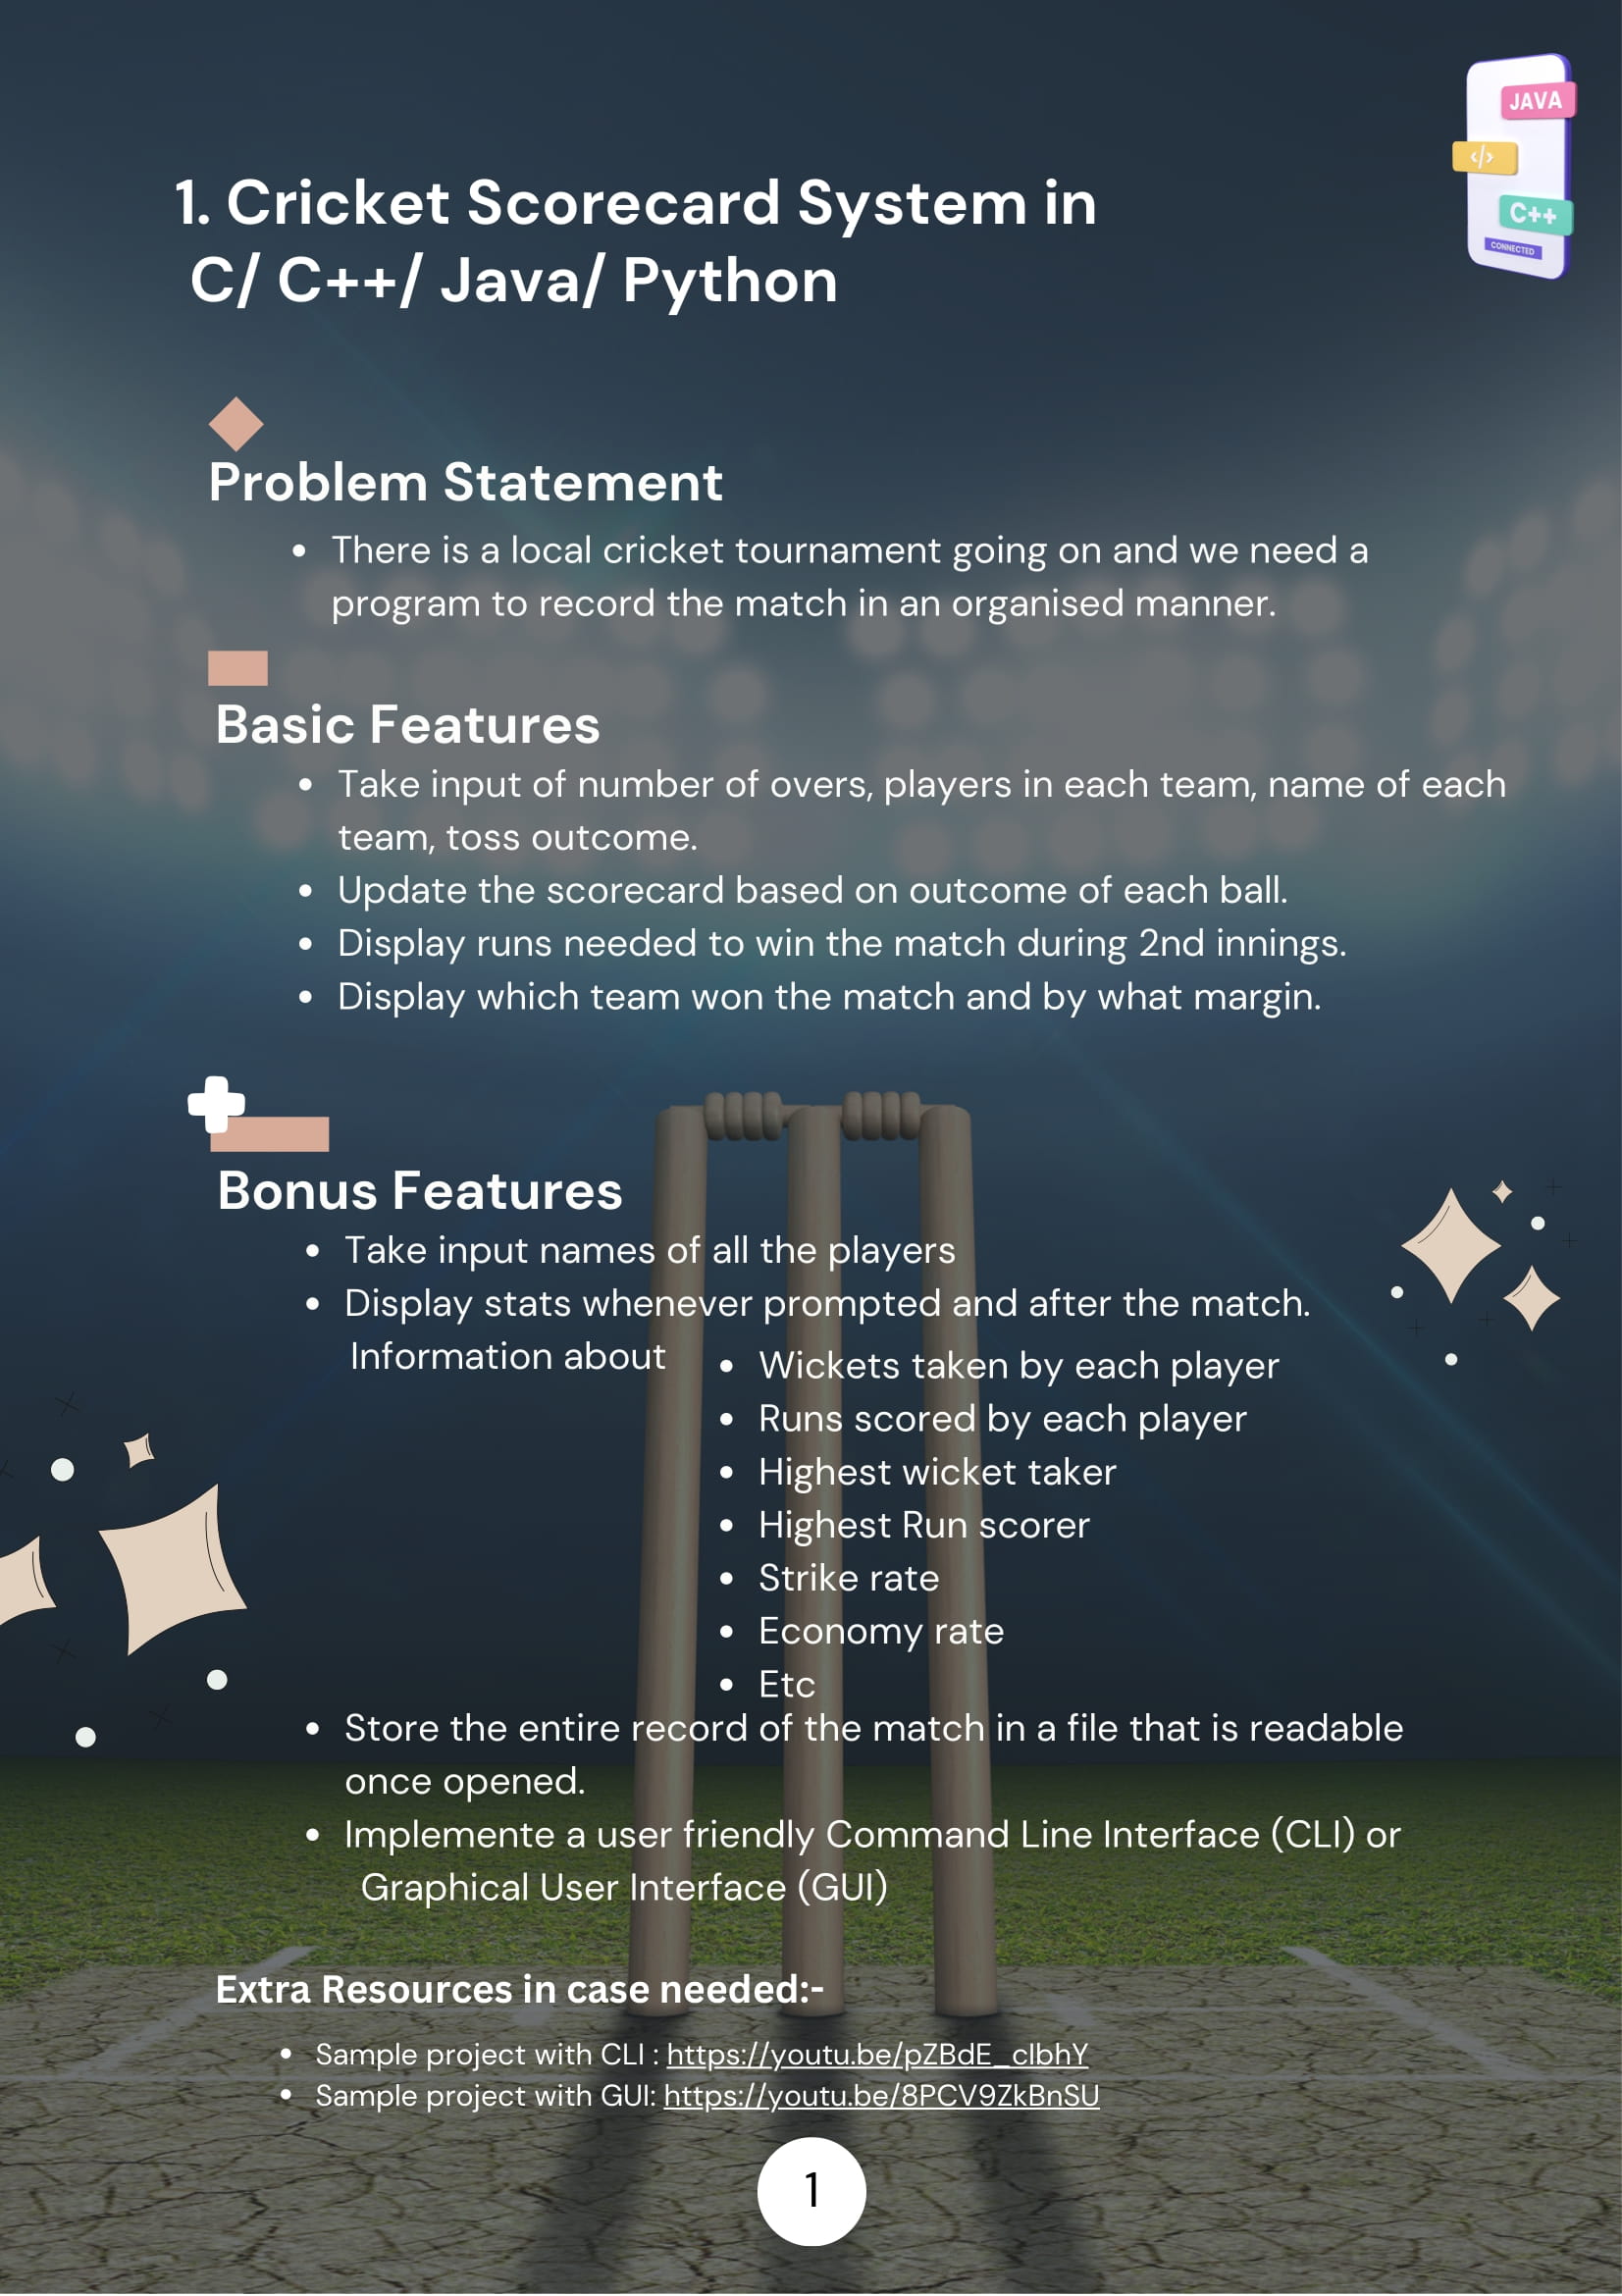 JAVA
</>
C++
CONNECTED
1. Cricket Scorecard System in
C/ C++/ Java/ Python
Problem Statement
• There is a local cricket tournament going on and we need a
program to record the match in an organised manner.
Basic Features
• Take input of number of overs, players in each team, name of each
team, toss outcome.
• Update the scorecard based on outcome of each ball.
• Display runs needed to win the match during 2nd innings.
• Display which team won the match and by what margin.
Bonus Features
• Take input names of all the players
• Display stats whenever prompted and after the match.
Information about
• Wickets taken by each player
• Runs scored by each player
• Highest wicket taker
• Highest Run scorer
• Strike rate
• Economy rate
• Etc
• Store the entire record of the match in a file that is readable
once opened.
• Implemente a user friendly Command Line Interface (CLI) or
Graphical User Interface (GUI)
Extra Resources in case needed:-
• Sample project with CLI : https://youtu.be/pZBdE_clbhY
• Sample project with GUI: https://youtu.be/8PCV9ZkBnSU
1